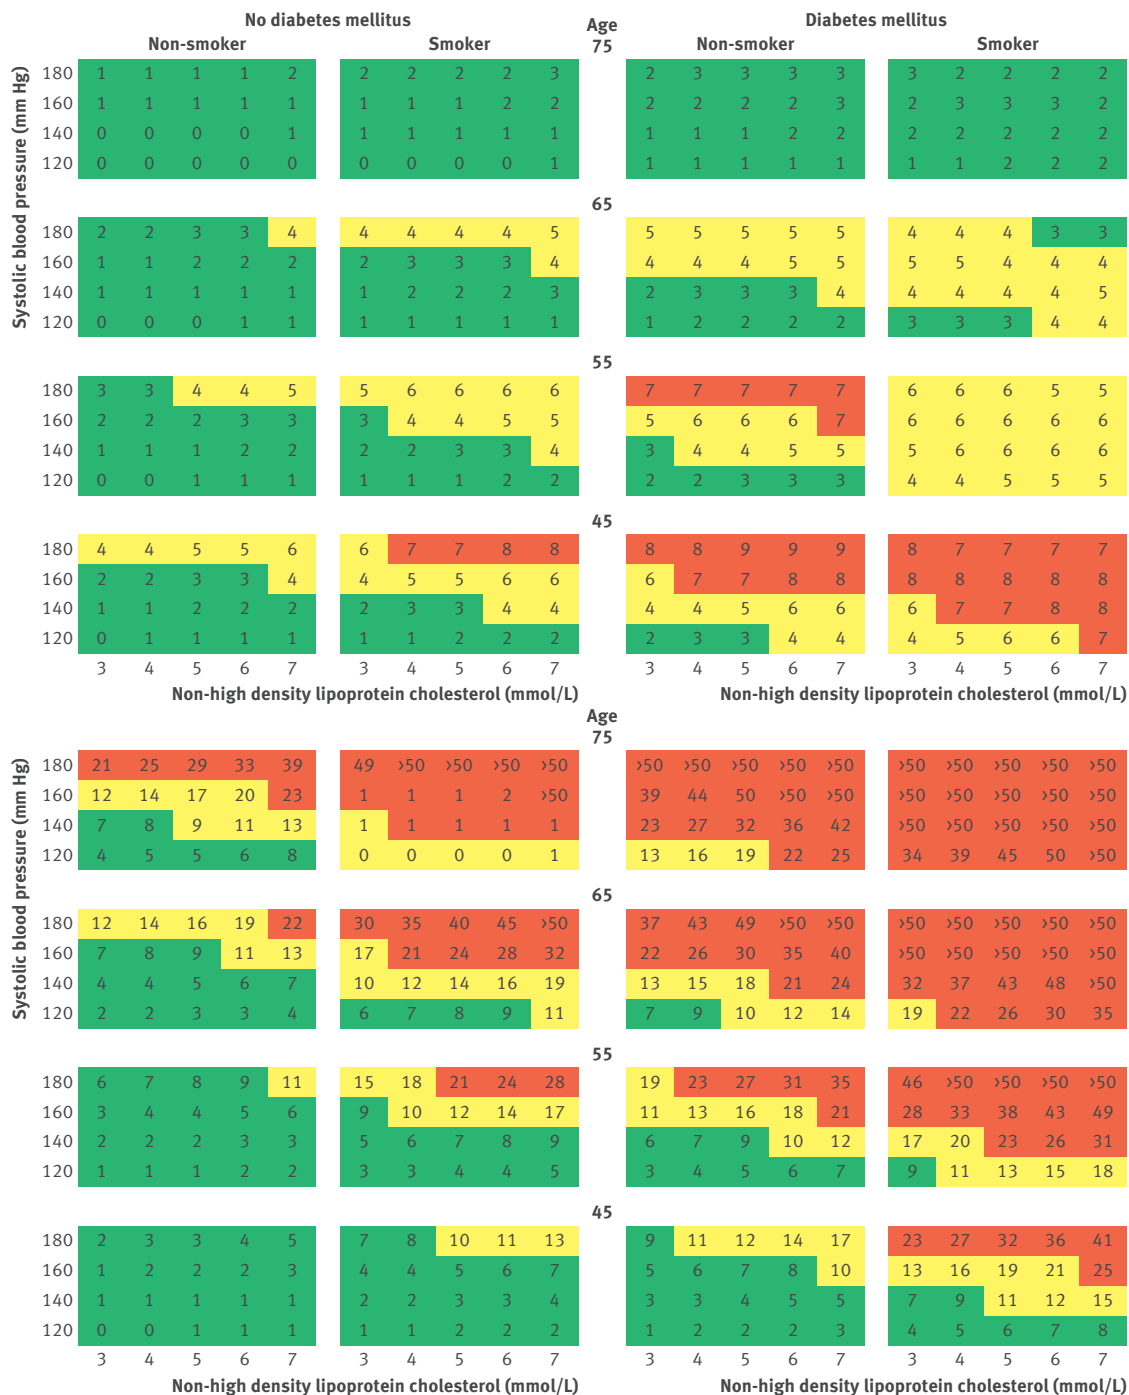 No diabetes mellitus Age Diabetes mellitus
Non-smoker Smoker 75 Non-smoker Smoker
Systolic blood pressure (mm Hg)
180 1 1 1 1 2 2 2 2 2 3 2 3 3 3 3 3 2 2 2 2
160 1 1 1 1 1 1 1 1 2 2 2 2 2 2 3 2 3 3 3 2
140 0 0 0 0 1 1 1 1 1 1 1 1 1 2 2 2 2 2 2 2
120 0 0 0 0 0 0 0 0 0 1 1 1 1 1 1 1 1 2 2 2
65
180 2 2 3 3 4 4 4 4 4 5 5 5 5 5 5 4 4 4 3 3
160 1 1 2 2 2 2 3 3 3 4 4 4 4 5 5 5 5 4 4 4
140 1 1 1 1 1 1 2 2 2 3 2 3 3 3 4 4 4 4 4 5
120 0 0 0 1 1 1 1 1 1 1 1 2 2 2 2 3 3 3 4 4
55
180 3 3 4 4 5 5 6 6 6 6 7 7 7 7 7 6 6 6 5 5
160 2 2 2 3 3 3 4 4 5 5 5 6 6 6 7 6 6 6 6 6
140 1 1 1 2 2 2 2 3 3 4 3 4 4 5 5 5 6 6 6 6
120 0 0 1 1 1 1 1 1 2 2 2 2 3 3 3 4 4 5 5 5
45
180 4 4 5 5 6 6 7 7 8 8 8 8 9 9 9 8 7 7 7 7
160 2 2 3 3 4 4 5 5 6 6 6 7 7 8 8 8 8 8 8 8
140 1 1 2 2 2 2 3 3 4 4 4 4 5 6 6 6 7 7 8 8
120 0 1 1 1 1 1 1 2 2 2 2 3 3 4 4 4 5 6 6 7
3 4 5 6 7 3 4 5 6 7 3 4 5 6 7 3 4 5 6 7
Non-high density lipoprotein cholesterol (mmol/L) Non-high density lipoprotein cholesterol (mmol/L)
Age
75
Systolic blood pressure (mm Hg)
180 21 25 29 33 39 49 >50 >50 >50 >50 >50 >50 >50 >50 >50 >50 >50 >50 >50 >50
160 12 14 17 20 23 1 1 1 2 >50 39 44 50 >50 >50 >50 >50 >50 >50 >50
140 7 8 9 11 13 1 1 1 1 1 23 27 32 36 42 >50 >50 >50 >50 >50
120 4 5 5 6 8 0 0 0 0 1 13 16 19 22 25 34 39 45 50 >50
65
180 12 14 16 19 22 30 35 40 45 >50 37 43 49 >50 >50 >50 >50 >50 >50 >50
160 7 8 9 11 13 17 21 24 28 32 22 26 30 35 40 >50 >50 >50 >50 >50
140 4 4 5 6 7 10 12 14 16 19 13 15 18 21 24 32 37 43 48 >50
120 2 2 3 3 4 6 7 8 9 11 7 9 10 12 14 19 22 26 30 35
55
180 6 7 8 9 11 15 18 21 24 28 19 23 27 31 35 46 >50 >50 >50 >50
160 3 4 4 5 6 9 10 12 14 17 11 13 16 18 21 28 33 38 43 49
140 2 2 2 3 3 5 6 7 8 9 6 7 9 10 12 17 20 23 26 31
120 1 1 1 2 2 3 3 4 4 5 3 4 5 6 7 9 11 13 15 18
45
180 2 3 3 4 5 7 8 10 11 13 9 11 12 14 17 23 27 32 36 41
160 1 2 2 2 3 4 4 5 6 7 5 6 7 8 10 13 16 19 21 25
140 1 1 1 1 1 2 2 3 3 4 3 3 4 5 5 7 9 11 12 15
120 0 0 1 1 1 1 1 2 2 2 1 2 2 2 3 4 5 6 7 8
3 4 5 6 7 3 4 5 6 7 3 4 5 6 7 3 4 5 6 7
Non-high density lipoprotein cholesterol (mmol/L) Non-high density lipoprotein cholesterol (mmol/L)